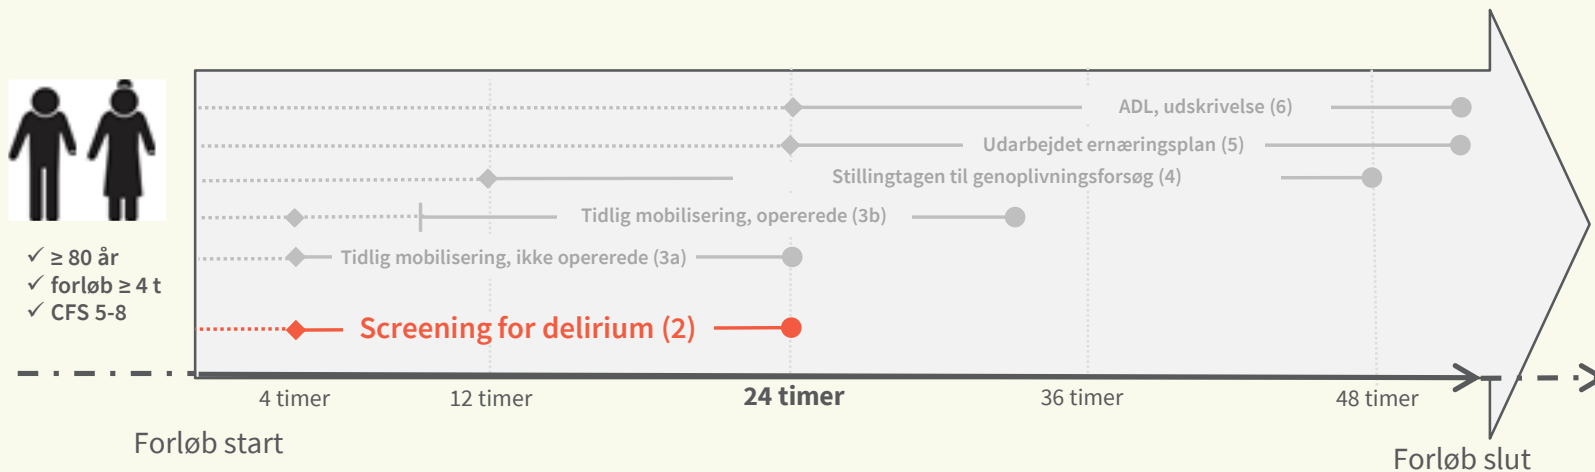 ADL, udskrivelse (6)
Udarbejdet ernæringsplan (5)
Stillingtagen til genoplivningsforsøg (4)
Tidlig mobilisering, opererede (3b)
Tidlig mobilisering, ikke opererede (3a)
✓ ≥ 80 år
✓ forløb ≥ 4 t
✓ CFS 5-8
Screening for delirium (2)
4 timer
12 timer
24 timer
36 timer
48 timer
Forløb start
Forløb slut